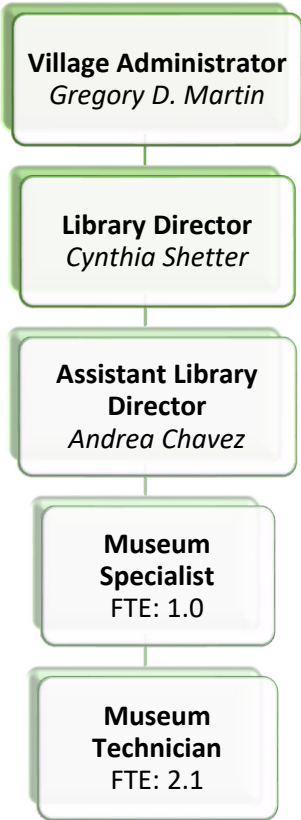 Village Administrator
Gregory D. Martin
Library Director
Cynthia Shetter
Assistant Library
Director
Andrea Chavez
Museum
Specialist
FTE: 1.0
Museum
Technician
FTE: 2.1